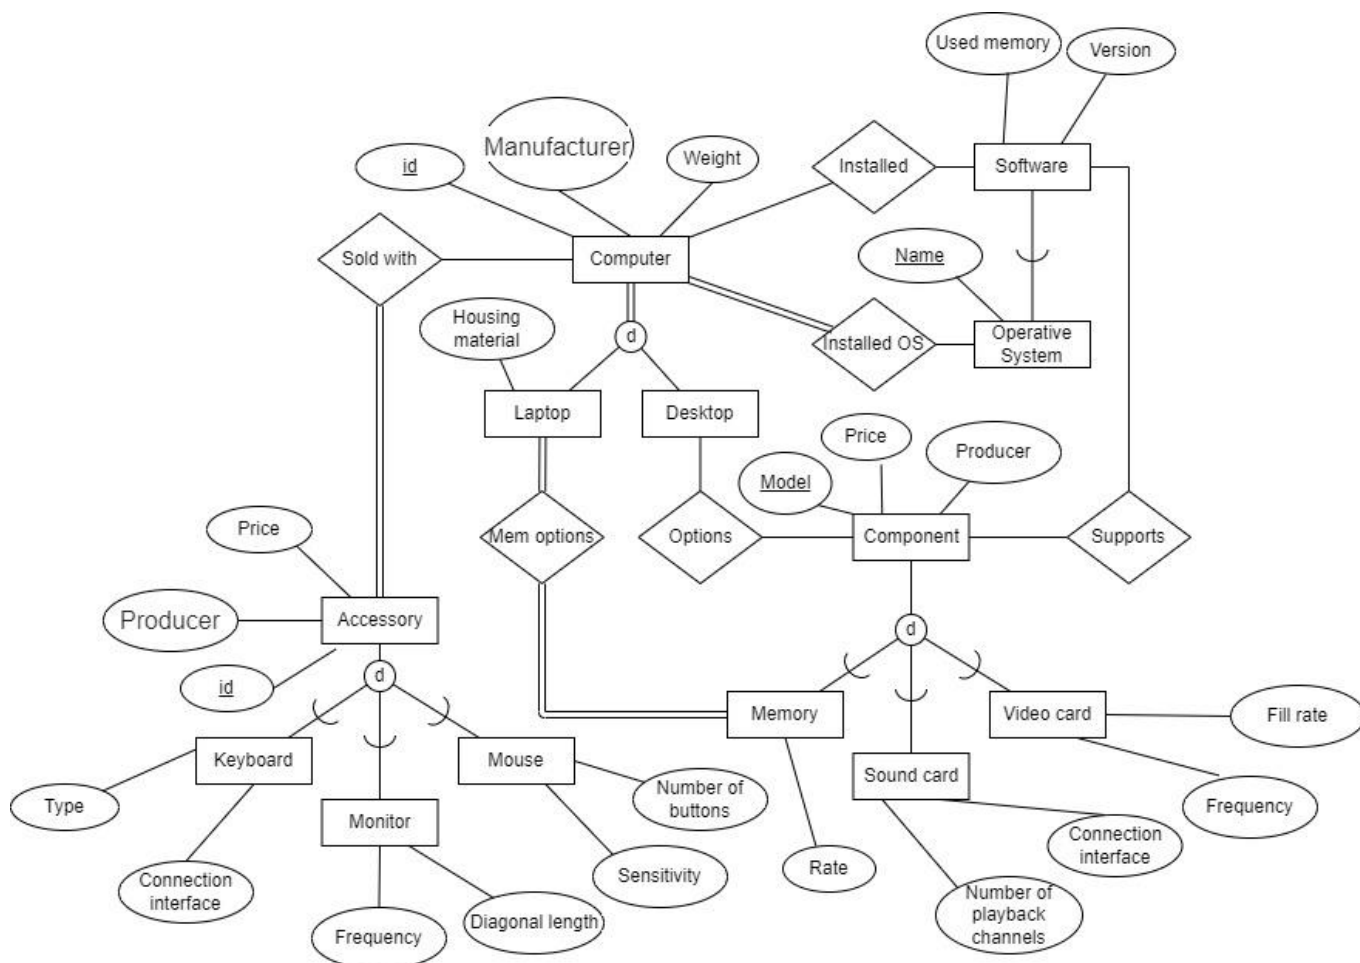 Used memory
Version
Manufacturer
id
Weight
Installed
Software
Sold with
Computer
Name
Housing
material
d
Installed OS
Operative
System
Laptop
Desktop
Price
Producer
Model
Price
Mem options
Options
Component
Supports
Producer
Accessory
d
id
d
Memory
Video card
Fill rate
Keyboard
Mouse
Sound card
Type
Number of
buttons
Frequency
Monitor
Connection
interface
Connection
interface
Sensitivity
Rate
Diagonal length
Number of
playback
channels
Frequency